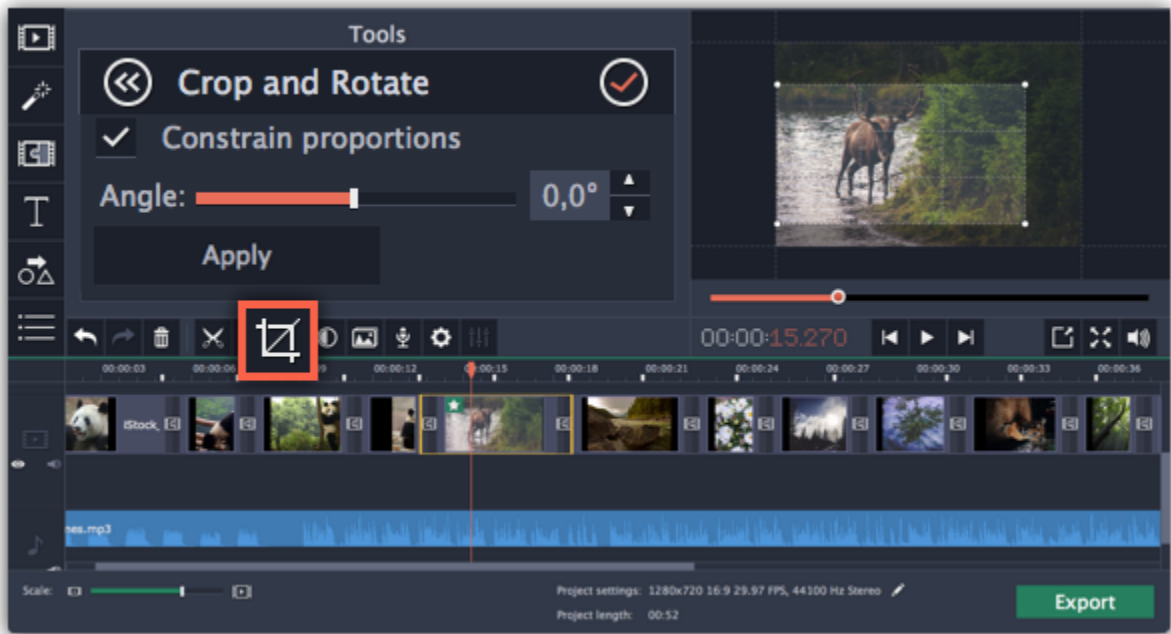 Tools
Crop and Rotate
Constrain proportions
Angle: 0,0°
Apply
T
00:00:15.270
00:00:03 00:00:06 09 00:00:12 00:00:15 00:00:18 00:00:21 00:00:24 00:00:27 00:00:30 00:00:33 00:00:36
iStock_
nes.mp3
Scale:
Project settings: 1280x720 16:9 29.97 FPS, 44100 Hz Stereo
Project length: 00:52
Export